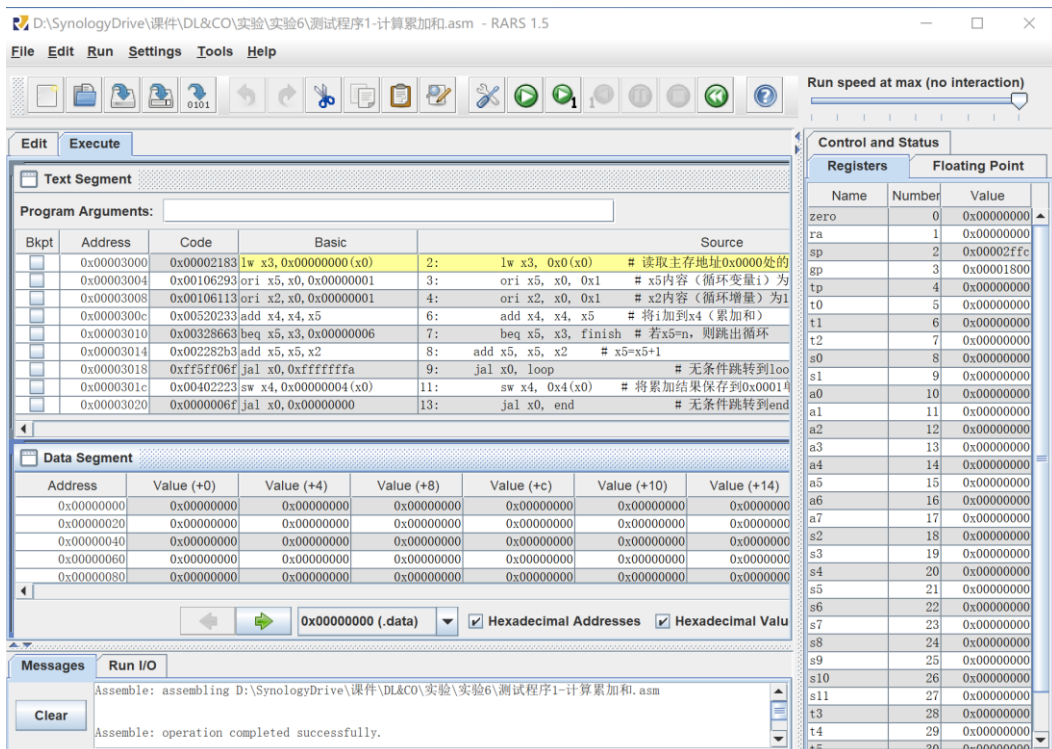 D:\SynologyDrive\课件\DL&CO\实验\实验6\测试程序1-计算累加和.asm - RARS 1.5
File Edit Run Settings Tools Help
Run speed at max (no interaction)
Edit Execute
Text Segment
Program Arguments:
Bkpt Address Code Basic Source
0x00003000 0x00002183 lw x3,0x00000000(x0) 2: lw x3, 0x0(x0) # 读取主存地址0x0000处的
0x00003004 0x00106293 ori x5,x0,0x00000001 3: ori x5, x0, 0x1 # x5内容（循环变量i）为
0x00003008 0x00106113 ori x2,x0,0x00000001 4: ori x2, x0, 0x1 # x2内容（循环增量）为1
0x0000300c 0x00520233 add x4,x4,x5 6: add x4, x4, x5 # 将i加到x4（累加和）
0x00003010 0x00328663 beq x5,x3,0x00000006 7: beq x5, x3, finish # 若x5=n, 则跳出循环
0x00003014 0x002282b3 add x5,x5,x2 8: add x5, x5, x2 # x5=x5+1
0x00003018 0xff5ff06f jal x0,0xfffffffa 9: jal x0, loop # 无条件跳转到loo
0x0000301c 0x00402223 sw x4,0x00000004(x0) 11: sw x4, 0x4(x0) # 将累加结果保存到0x0001单
0x00003020 0x0000006f jal x0,0x00000000 13: jal x0, end # 无条件跳转到end
Data Segment
Address Value (+0) Value (+4) Value (+8) Value (+c) Value (+10) Value (+14)
0x00000000 0x00000000 0x00000000 0x00000000 0x00000000 0x00000000 0x00000000
0x00000020 0x00000000 0x00000000 0x00000000 0x00000000 0x00000000 0x00000000
0x00000040 0x00000000 0x00000000 0x00000000 0x00000000 0x00000000 0x00000000
0x00000060 0x00000000 0x00000000 0x00000000 0x00000000 0x00000000 0x00000000
0x00000080 0x00000000 0x00000000 0x00000000 0x00000000 0x00000000 0x00000000
0x00000000 (.data) Hexadecimal Addresses Hexadecimal Valu
Messages Run I/O
Clear
Assemble: assembling D:\SynologyDrive\课件\DL&CO\实验\实验6\测试程序1-计算累加和.asm
Assemble: operation completed successfully.
Control and Status
Registers Floating Point
Name Number Value
zero 0 0x00000000
ra 1 0x00000000
sp 2 0x00002ffc
gp 3 0x00001800
tp 4 0x00000000
t0 5 0x00000000
t1 6 0x00000000
t2 7 0x00000000
s0 8 0x00000000
s1 9 0x00000000
a0 10 0x00000000
a1 11 0x00000000
a2 12 0x00000000
a3 13 0x00000000
a4 14 0x00000000
a5 15 0x00000000
a6 16 0x00000000
a7 17 0x00000000
s2 18 0x00000000
s3 19 0x00000000
s4 20 0x00000000
s5 21 0x00000000
s6 22 0x00000000
s7 23 0x00000000
s8 24 0x00000000
s9 25 0x00000000
s10 26 0x00000000
s11 27 0x00000000
t3 28 0x00000000
t4 29 0x00000000
t5 30 0x00000000